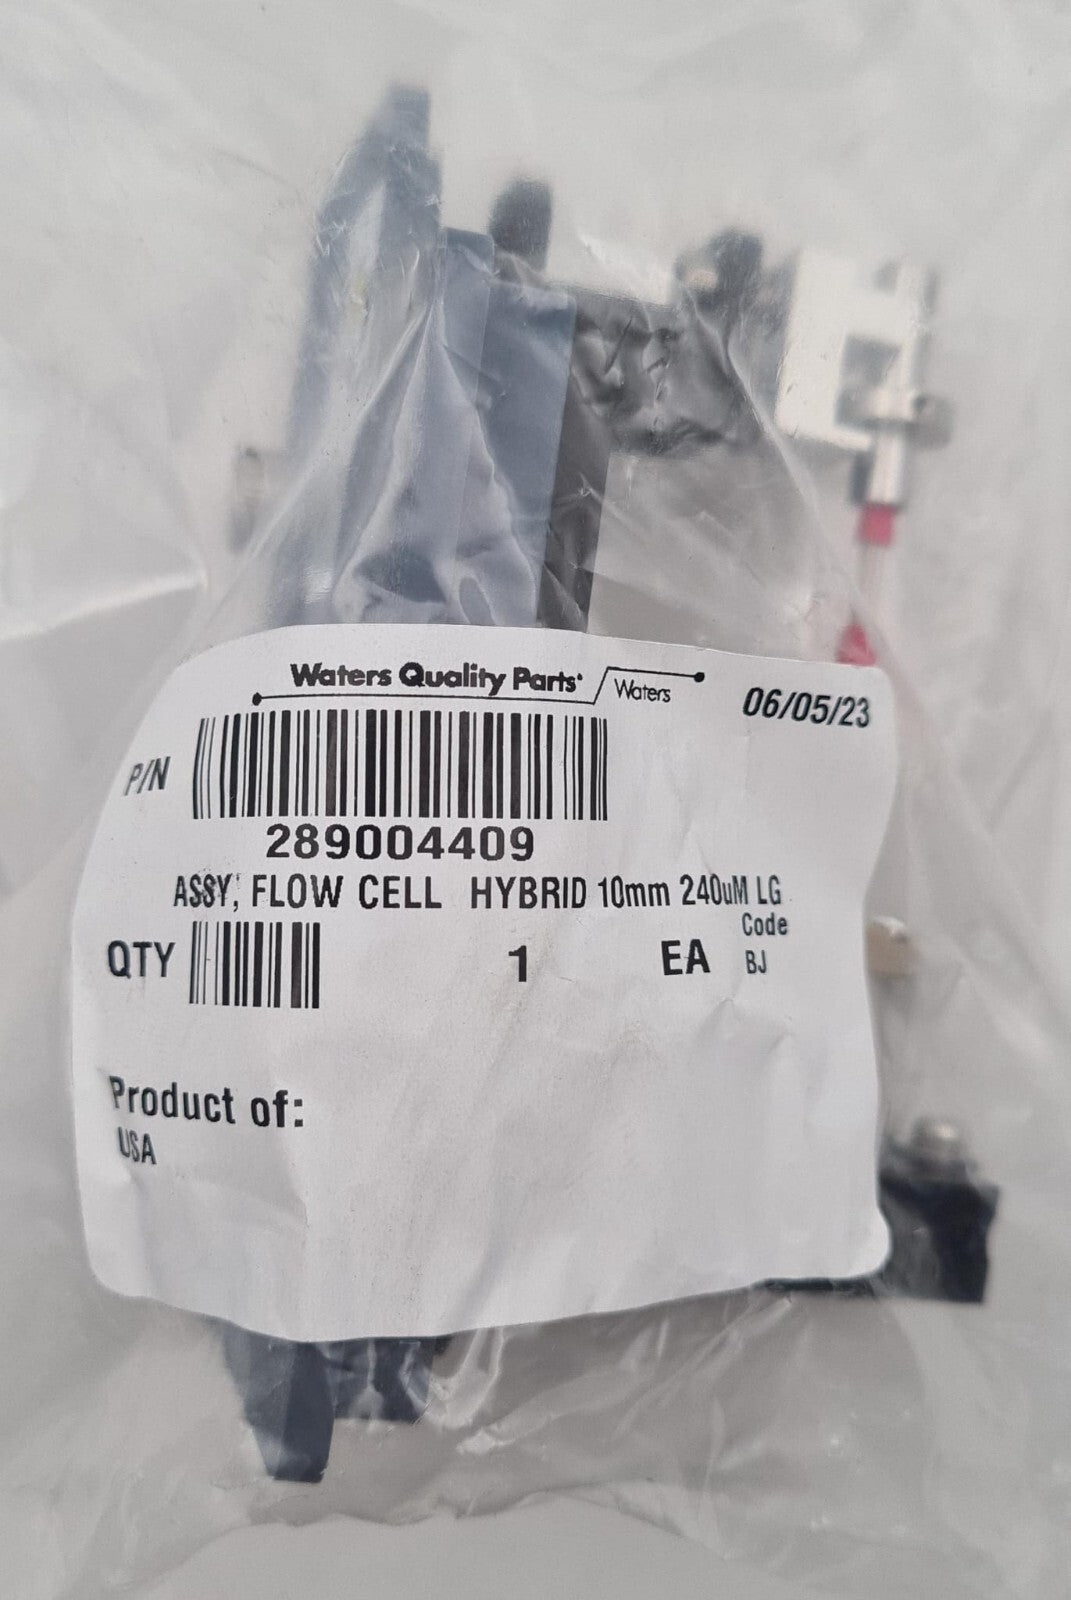 Waters Quality Parts
Waters
06/05/23
P/N
289004409
ASSY, FLOW CELL HYBRID 10mm 240uM LG
Code
QTY 1 EA BJ
Product of:
USA